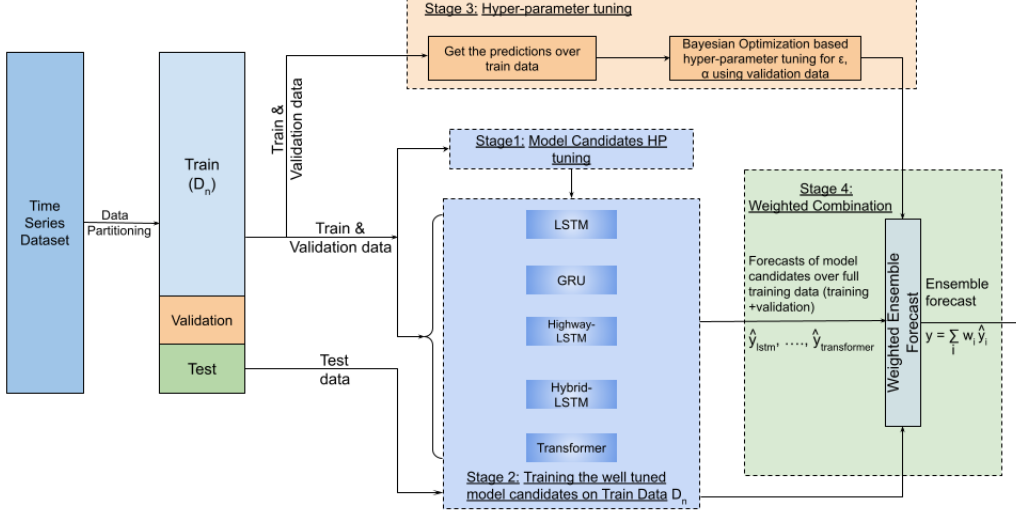 Stage 3: Hyper-parameter tuning
Get the predictions over
train data
Bayesian Optimization based
hyper-parameter tuning for ε,
α using validation data
Time
Series
Dataset
Data
Partitioning
Train
(Dn)
Validation
Test
Train &
Validation data
Train &
Validation data
Test
data
Stage1: Model Candidates HP
tuning
LSTM
GRU
Highway-
LSTM
Hybrid-
LSTM
Transformer
Stage 2: Training the well tuned
model candidates on Train Data Dn
Stage 4:
Weighted Combination
Forecasts of model
candidates over full
training data (training
+validation)
ŷlstm, ...., ŷtransformer
Weighted Ensemble
Forecast
Ensemble
forecast
y = ∑ wi ŷi
i